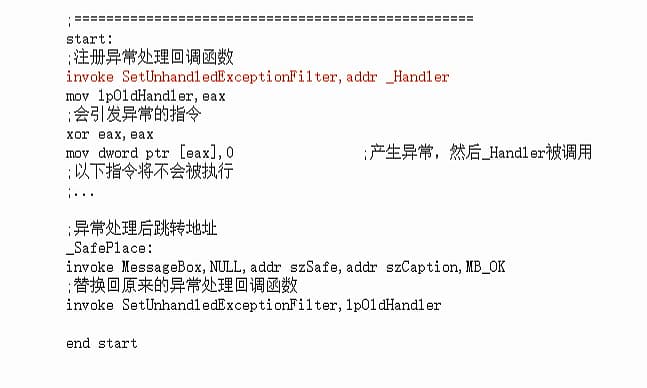 ;==================================================
start:
;注册异常处理回调函数
invoke SetUnhandledExceptionFilter,addr _Handler
mov lpOldHandler,eax
;会引发异常的指令
xor eax,eax
mov dword ptr [eax],0 ;产生异常，然后_Handler被调用
;以下指令将不会被执行
;...
;异常处理后跳转地址
_SafePlace:
invoke MessageBox,NULL,addr szSafe,addr szCaption,MB_OK
;替换回原来的异常处理回调函数
invoke SetUnhandledExceptionFilter,lpOldHandler
end start